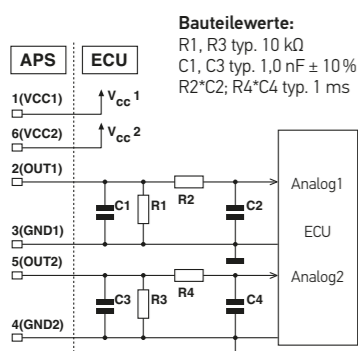 Bauteilewerte:
R1, R3 typ. 10 kΩ
C1, C3 typ. 1,0 nF ± 10 %
R2*C2; R4*C4 typ. 1 ms
APS ECU
1(VCC1) Vcc 1
6(VCC2) Vcc 2
2(OUT1)
C1 R1 R2 C2 Analog1
ECU
3(GND1)
5(OUT2) Analog2
C3 R3 R4 C4
4(GND2)